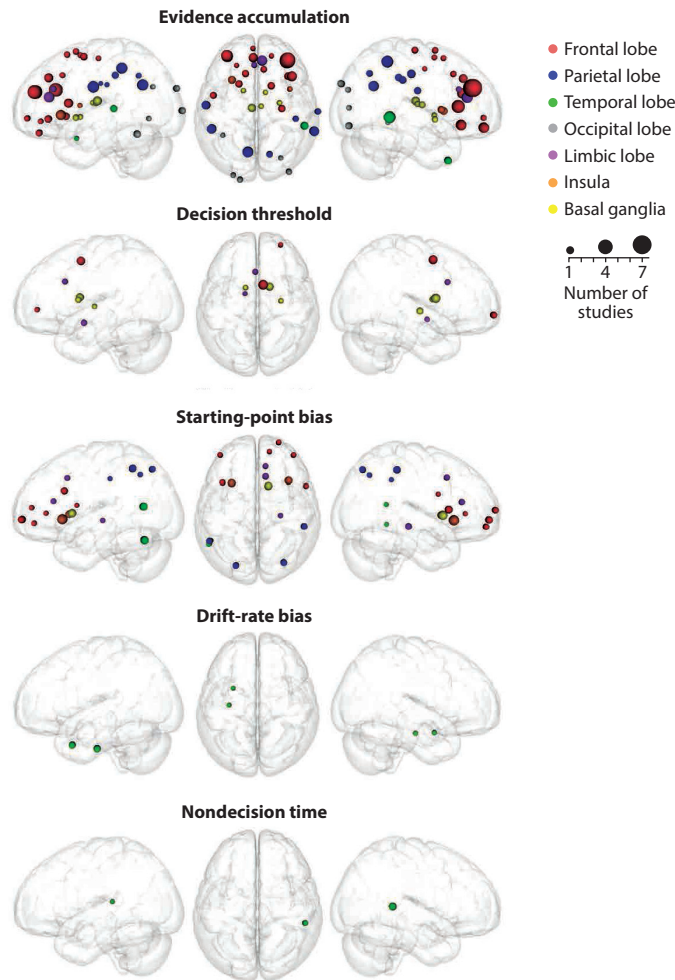 Evidence accumulation
Frontal lobe
Parietal lobe
Temporal lobe
Occipital lobe
Limbic lobe
Insula
Basal ganglia
1 4 7
Number of
studies
Decision threshold
Starting-point bias
Drift-rate bias
Nondecision time